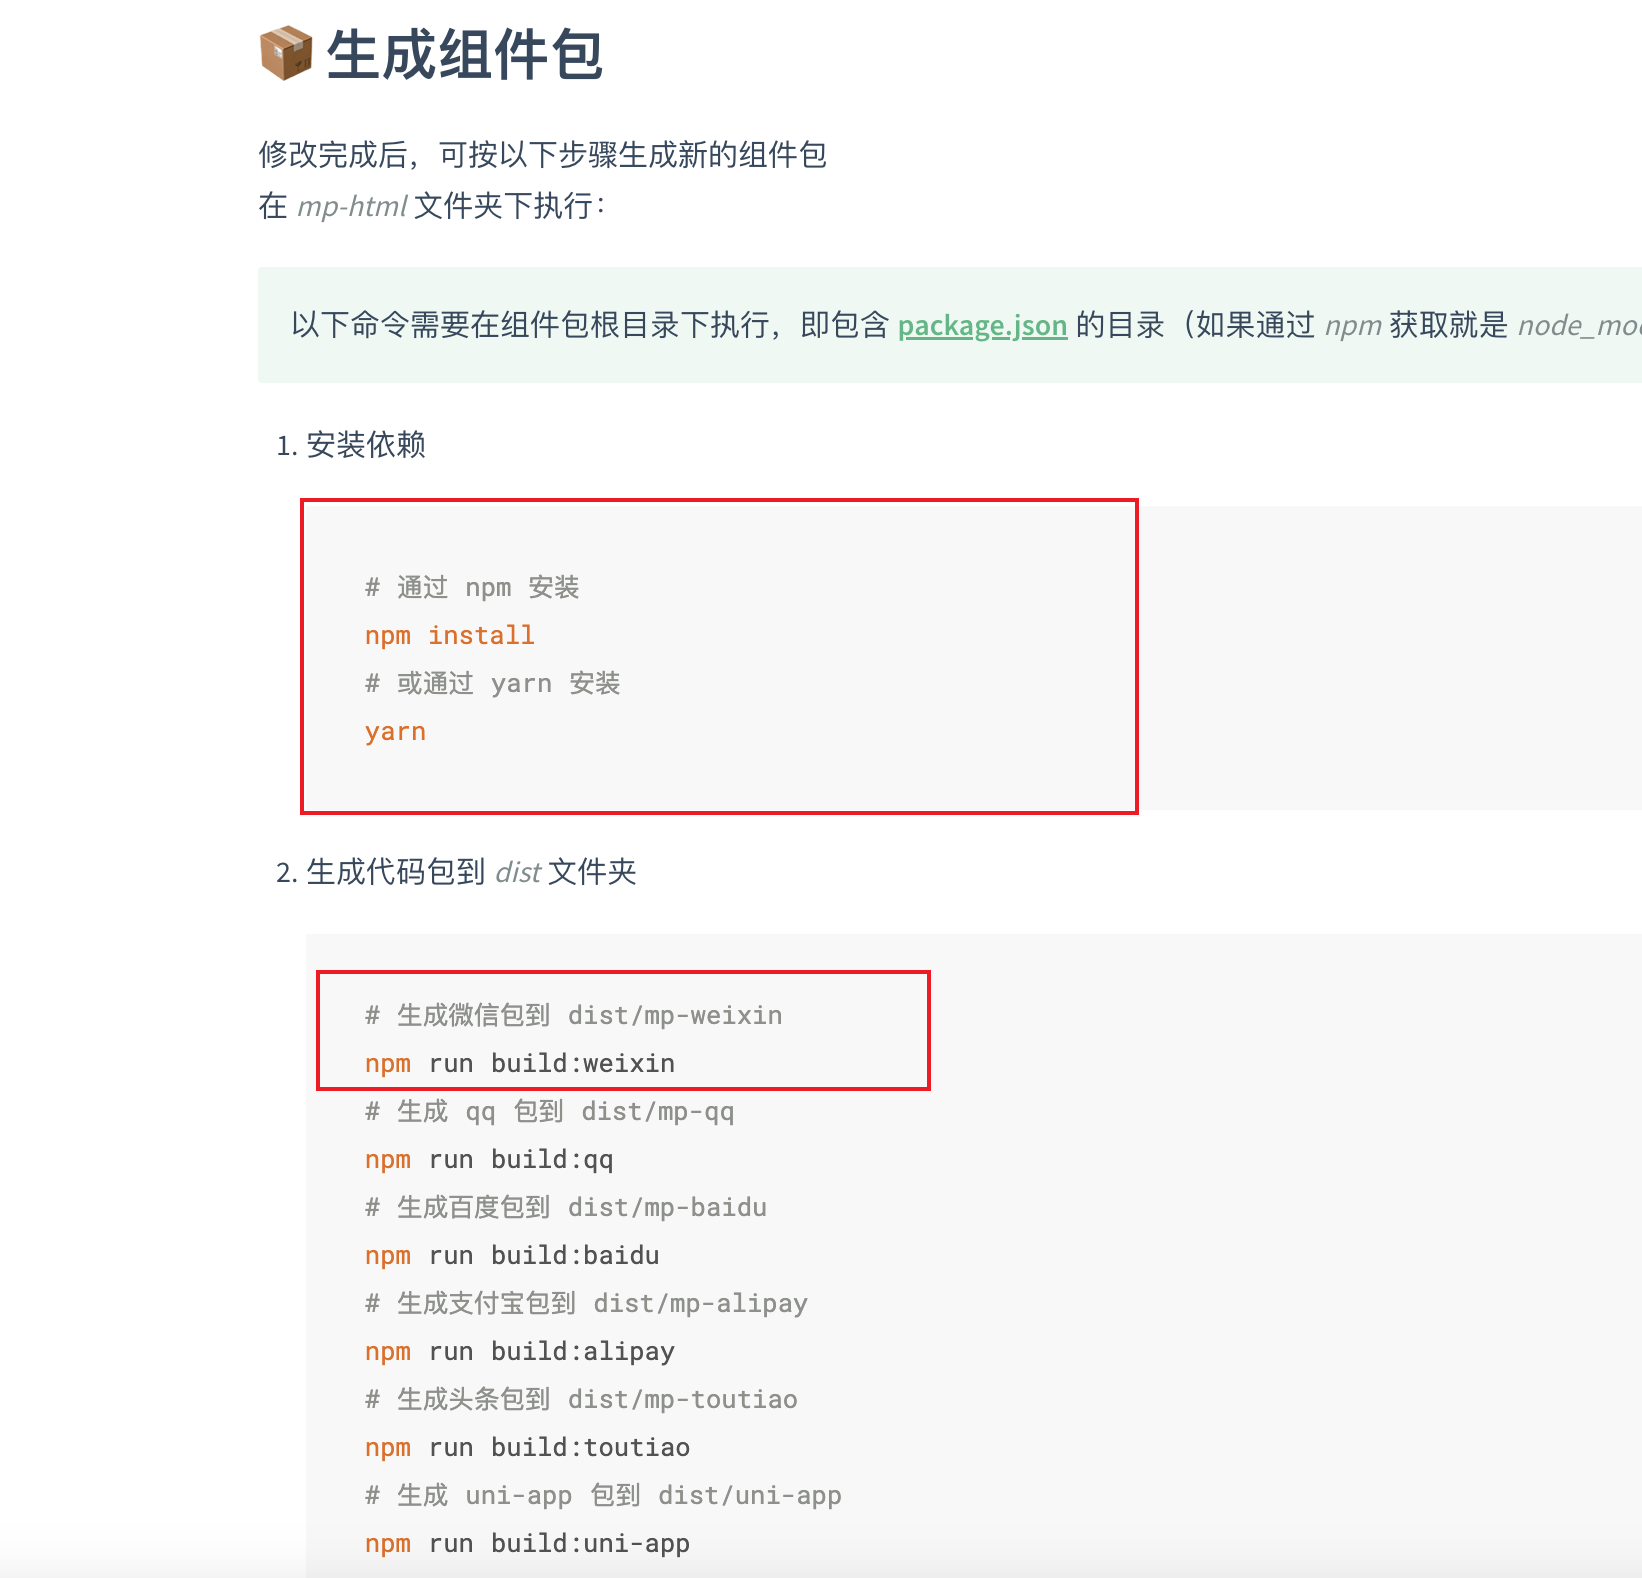 生成组件包
修改完成后，可按以下步骤生成新的组件包
在 mp-html 文件夹下执行：
以下命令需要在组件包根目录下执行，即包含 package.json 的目录（如果通过 npm 获取就是
1. 安装依赖
# 通过 npm 安装
npm install
# 或通过 yarn 安装
yarn
2. 生成代码包到 dist 文件夹
# 生成微信包到 dist/mp-weixin
npm run build:weixin
# 生成 qq 包到 dist/mp-qq
npm run build:qq
# 生成百度包到 dist/mp-baidu
npm run build:baidu
# 生成支付宝包到 dist/mp-alipay
npm run build:alipay
# 生成头条包到 dist/mp-toutiao
npm run build:toutiao
# 生成 uni-app 包到 dist/uni-app
npm run build:uni-app